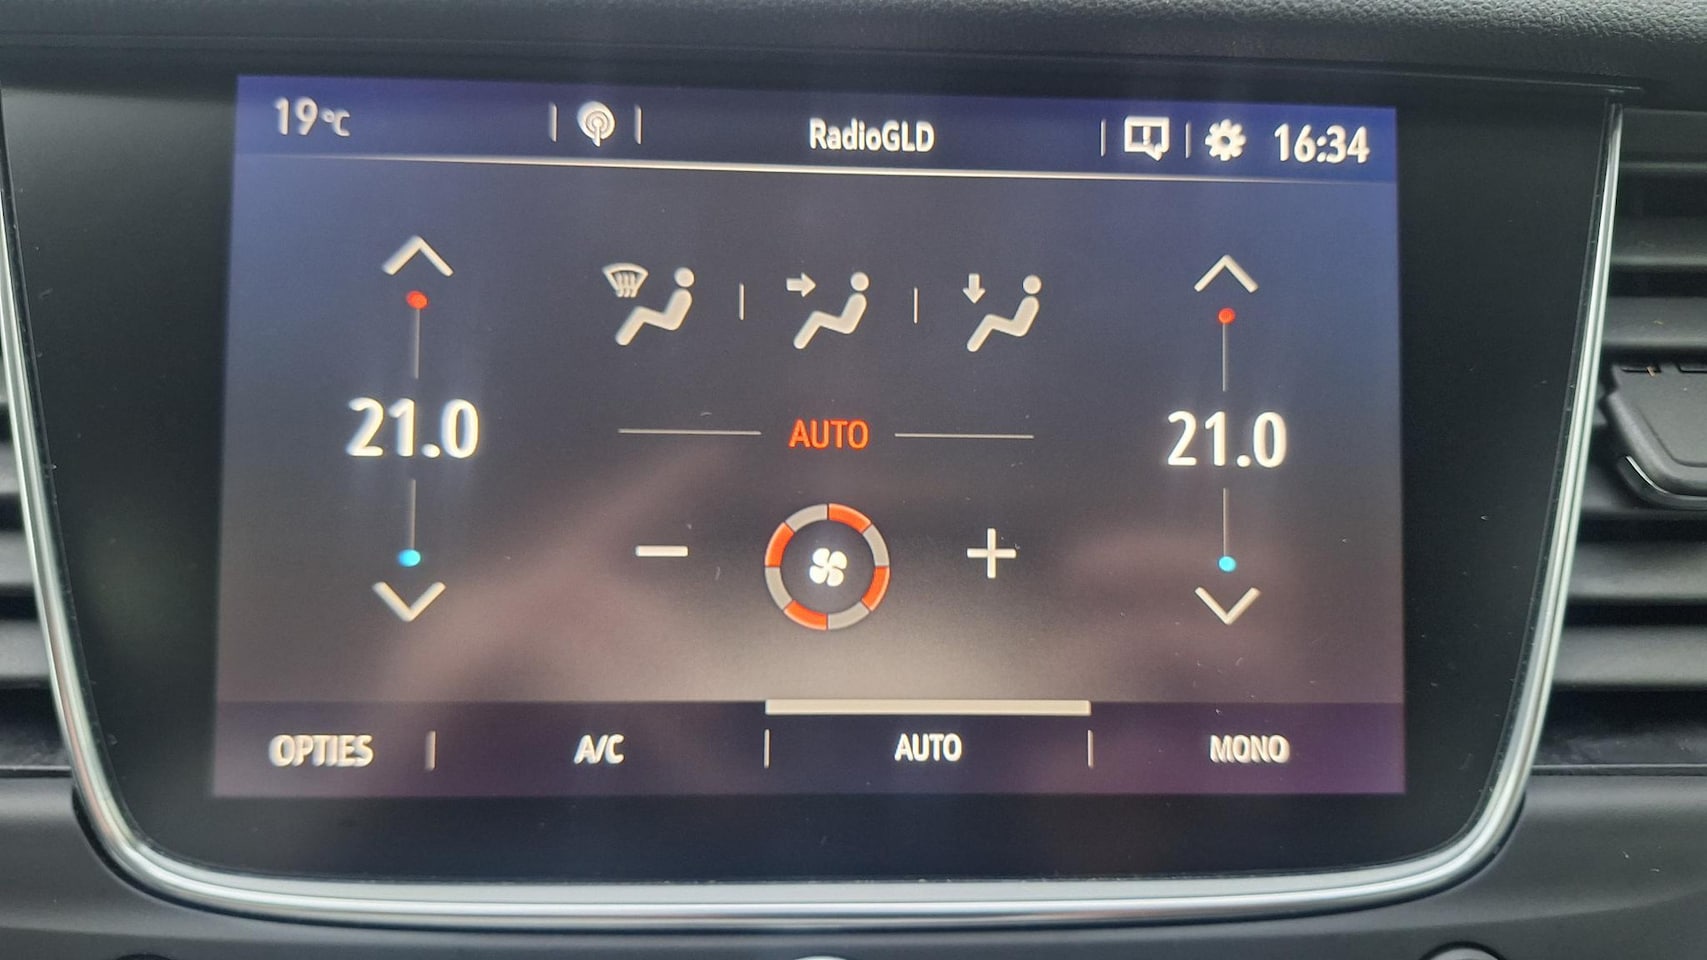 19°C
RadioGLD
16:34
21.0
21.0
AUTO
OPTIES
A/C
AUTO
MONO